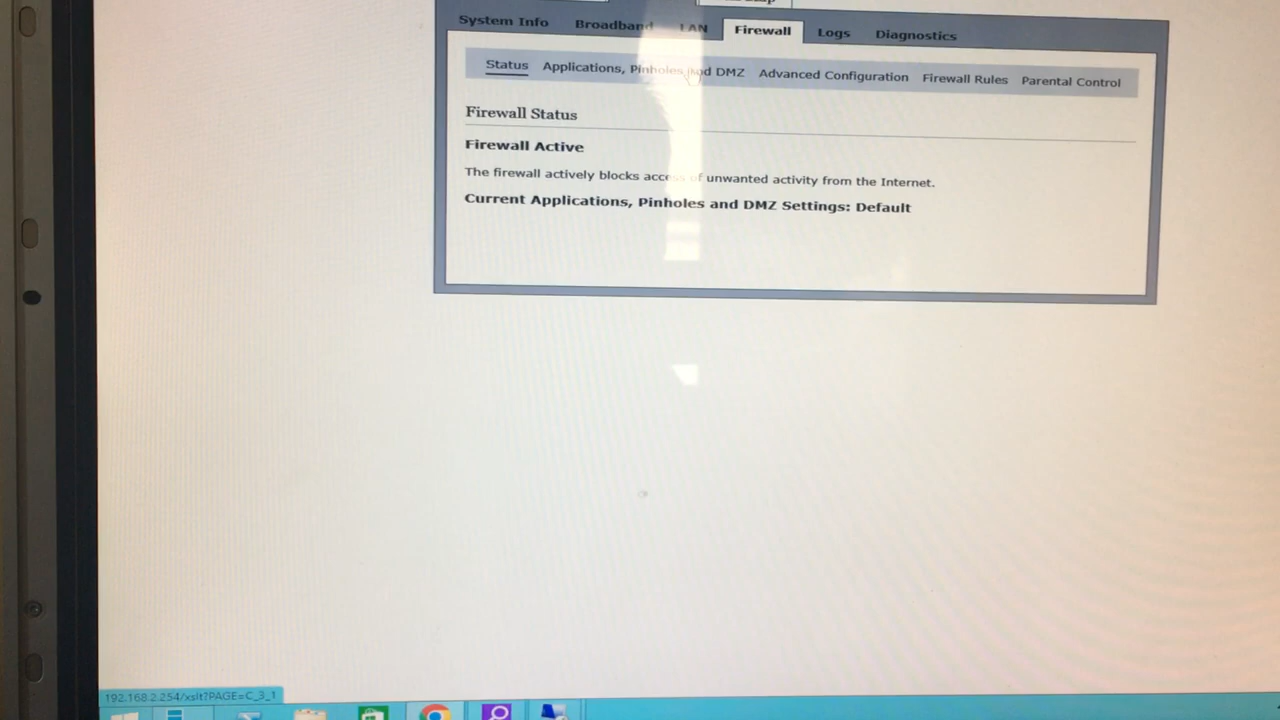 System Info Broadband LAN Firewall Logs Diagnostics
Status Applications, Pinholes and DMZ Advanced Configuration Firewall Rules Parental Control
Firewall Status
Firewall Active
The firewall actively blocks access of unwanted activity from the Internet.
Current Applications, Pinholes and DMZ Settings: Default
192.168.2.254/xslt?PAGE=C_3_1